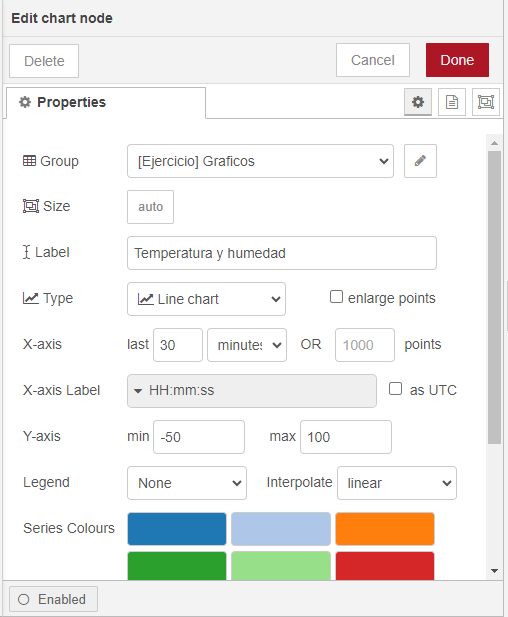 Edit chart node
Delete Cancel Done
Properties
Group [Ejercicio] Graficos
Size auto
Label Temperatura y humedad
Type Line chart enlarge points
X-axis last 30 minutes OR 1000 points
X-axis Label HH:mm:ss as UTC
Y-axis min -50 max 100
Legend None Interpolate linear
Series Colours
Enabled